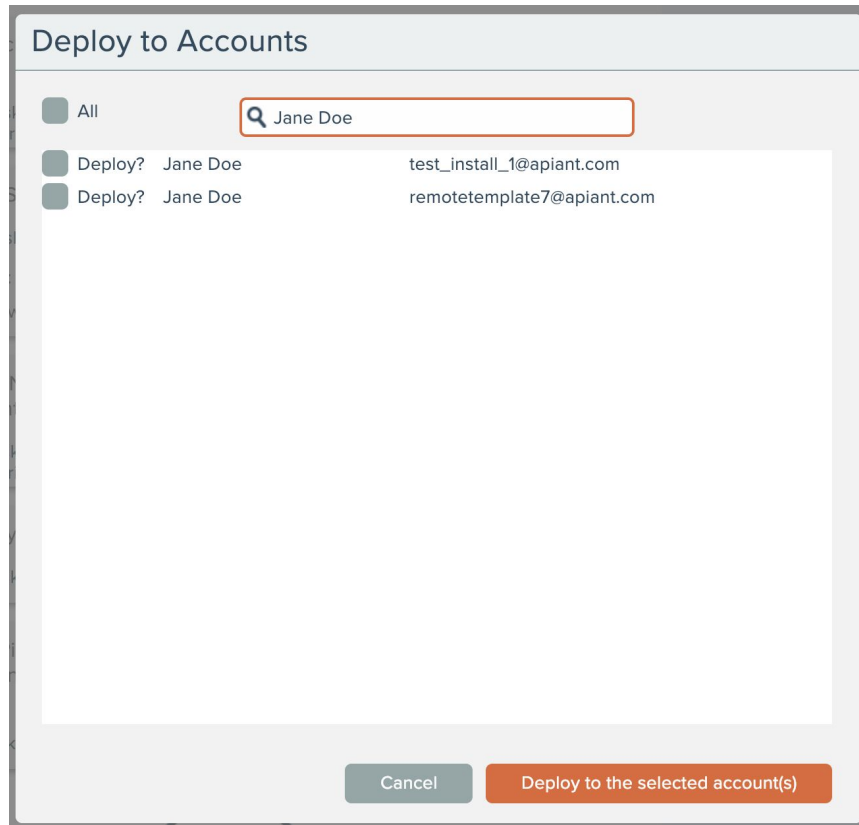 Deploy to Accounts
All
Jane Doe
Deploy? Jane Doe test_install_1@apiant.com
Deploy? Jane Doe remotetemplate7@apiant.com
Cancel Deploy to the selected account(s)